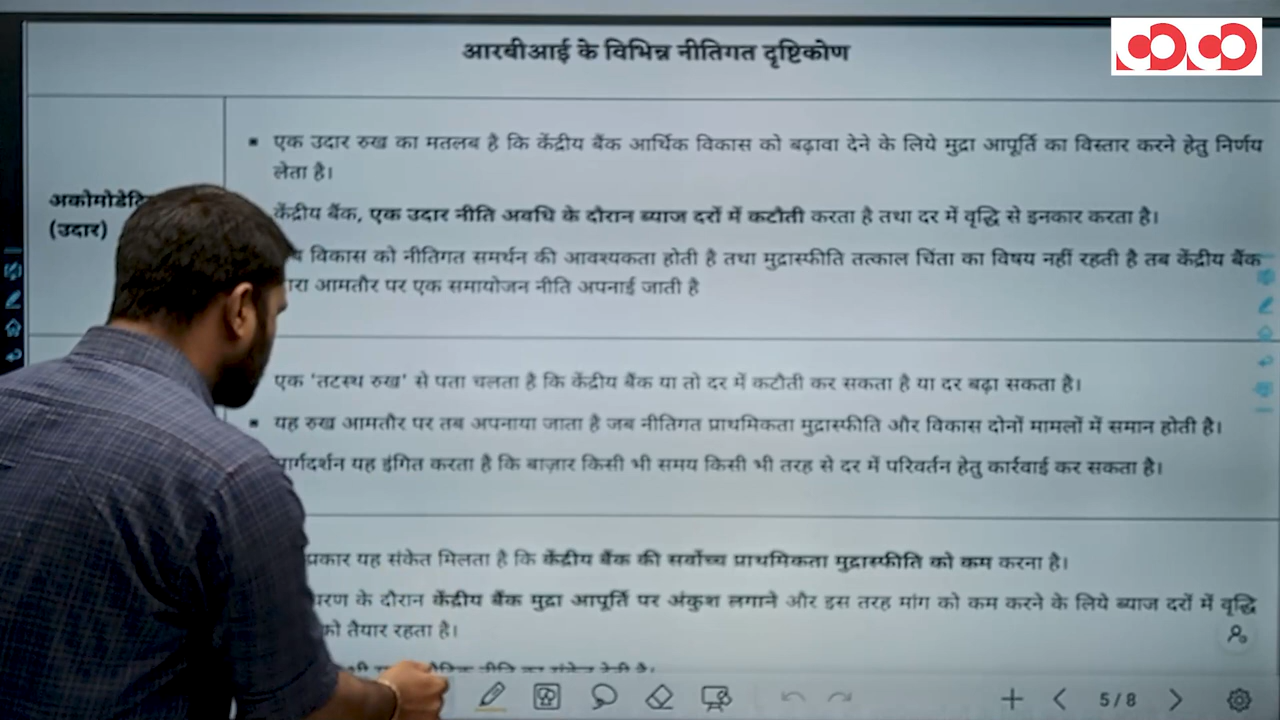 आरबीआई के विभिन्न नीतिगत दृष्टिकोण
एक उदार रुख का मतलब है कि केंद्रीय बैंक आर्थिक विकास को बढ़ावा देने के लिये मुद्रा आपूर्ति का विस्तार करने हेतु निर्णय
लेता है।
(उदार)
केंद्रीय बैंक, एक उदार नीति अवधि के दौरान ब्याज दरों में कटौती करता है तथा दर में वृद्धि से इनकार करता है।
विकास को नीतिगत समर्थन की आवश्यकता होती है तथा मुद्रास्फीति तत्काल चिंता का विषय नहीं रहती है तब केंद्रीय बैंक
आमतौर पर एक समायोजन नीति अपनाई जाती है
एक 'तटस्थ रुख' से पता चलता है कि केंद्रीय बैंक या तो दर में कटौती कर सकता है या दर बढ़ा सकता है।
यह रुख आमतौर पर तब अपनाया जाता है जब नीतिगत प्राथमिकता मुद्रास्फीति और विकास दोनों मामलों में समान होती है।
मार्गदर्शन यह इंगित करता है कि बाज़ार किसी भी समय किसी भी तरह से दर में परिवर्तन हेतु कार्रवाई कर सकता है।
प्रकार यह संकेत मिलता है कि केंद्रीय बैंक की सर्वोच्च प्राथमिकता मुद्रास्फीति को कम करना है।
के दौरान केंद्रीय बैंक मुद्रा आपूर्ति पर अंकुश लगाने और इस तरह मांग को कम करने के लिये ब्याज दरों में वृद्धि
को तैयार रहता है।
5/8